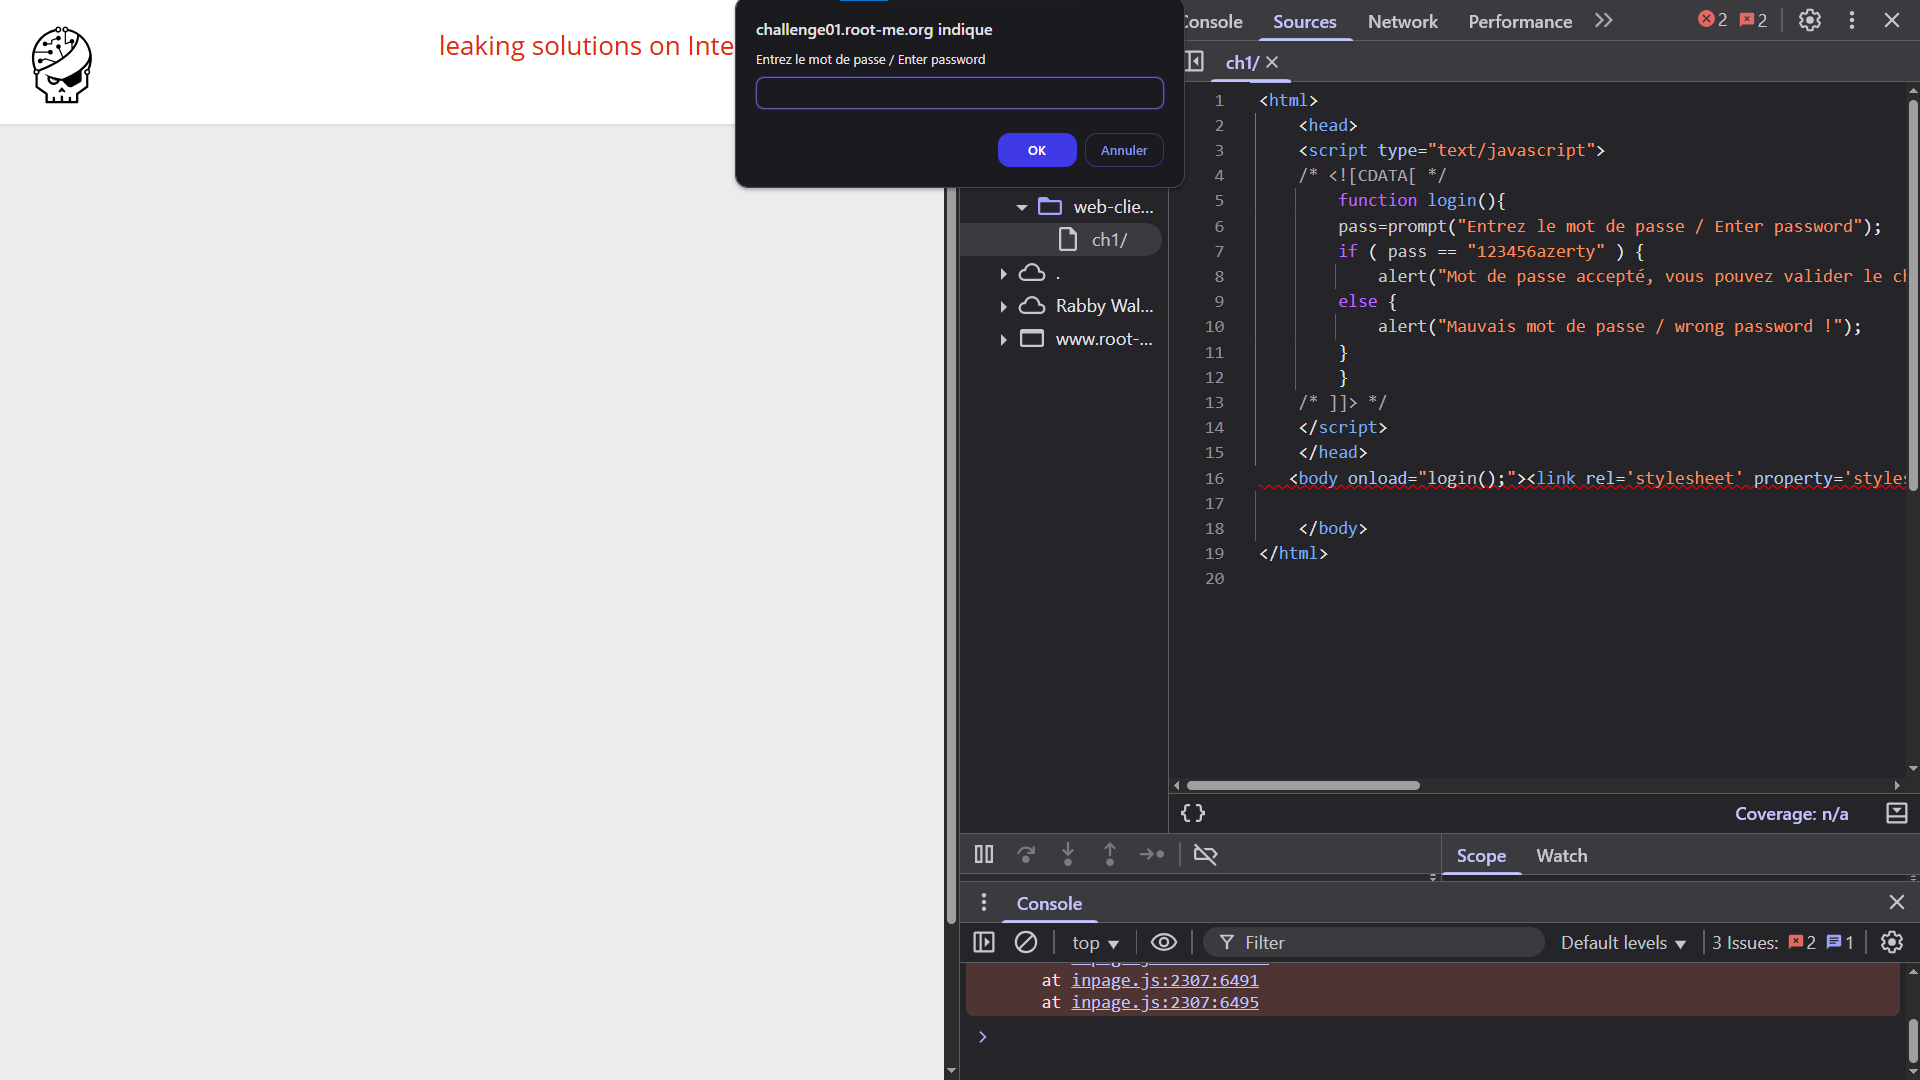 leaking solutions on Inte
challenge01.root-me.org indique
Entrez le mot de passe / Enter password
OK
Annuler
Console
Sources
Network
Performance
2
2
ch1/
web-clie...
ch1/
.
Rabby Wal...
www.root-...
1 <html>
2 <head>
3 <script type="text/javascript">
4 /* <![CDATA[ */
5 function login(){
6 pass=prompt("Entrez le mot de passe / Enter password");
7 if ( pass == "123456azerty" ) {
8 alert("Mot de passe accepté, vous pouvez valider le c
9 else {
10 alert("Mauvais mot de passe / wrong password !");
11 }
12 }
13 /* ]]> */
14 </script>
15 </head>
16 <body onload="login();"><link rel='stylesheet' property='style
17
18 </body>
19 </html>
20
{}
Coverage: n/a
Scope
Watch
Console
top
Filter
Default levels
3 Issues:
2
1
at inpage.js:2307:6491
at inpage.js:2307:6495